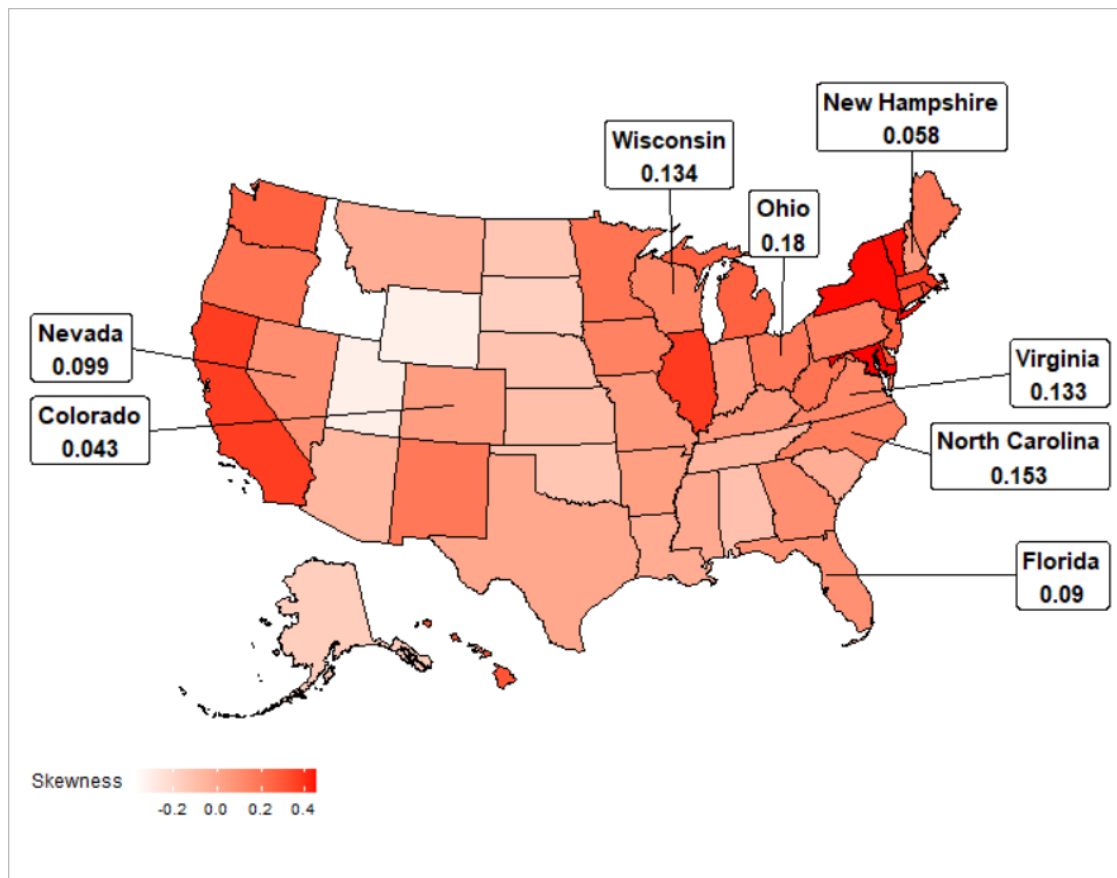 New Hampshire
0.058
Wisconsin
0.134
Ohio
0.18
Nevada
0.099
Virginia
0.133
Colorado
0.043
North Carolina
0.153
Florida
0.09
Skewness
-0.2 0.0 0.2 0.4